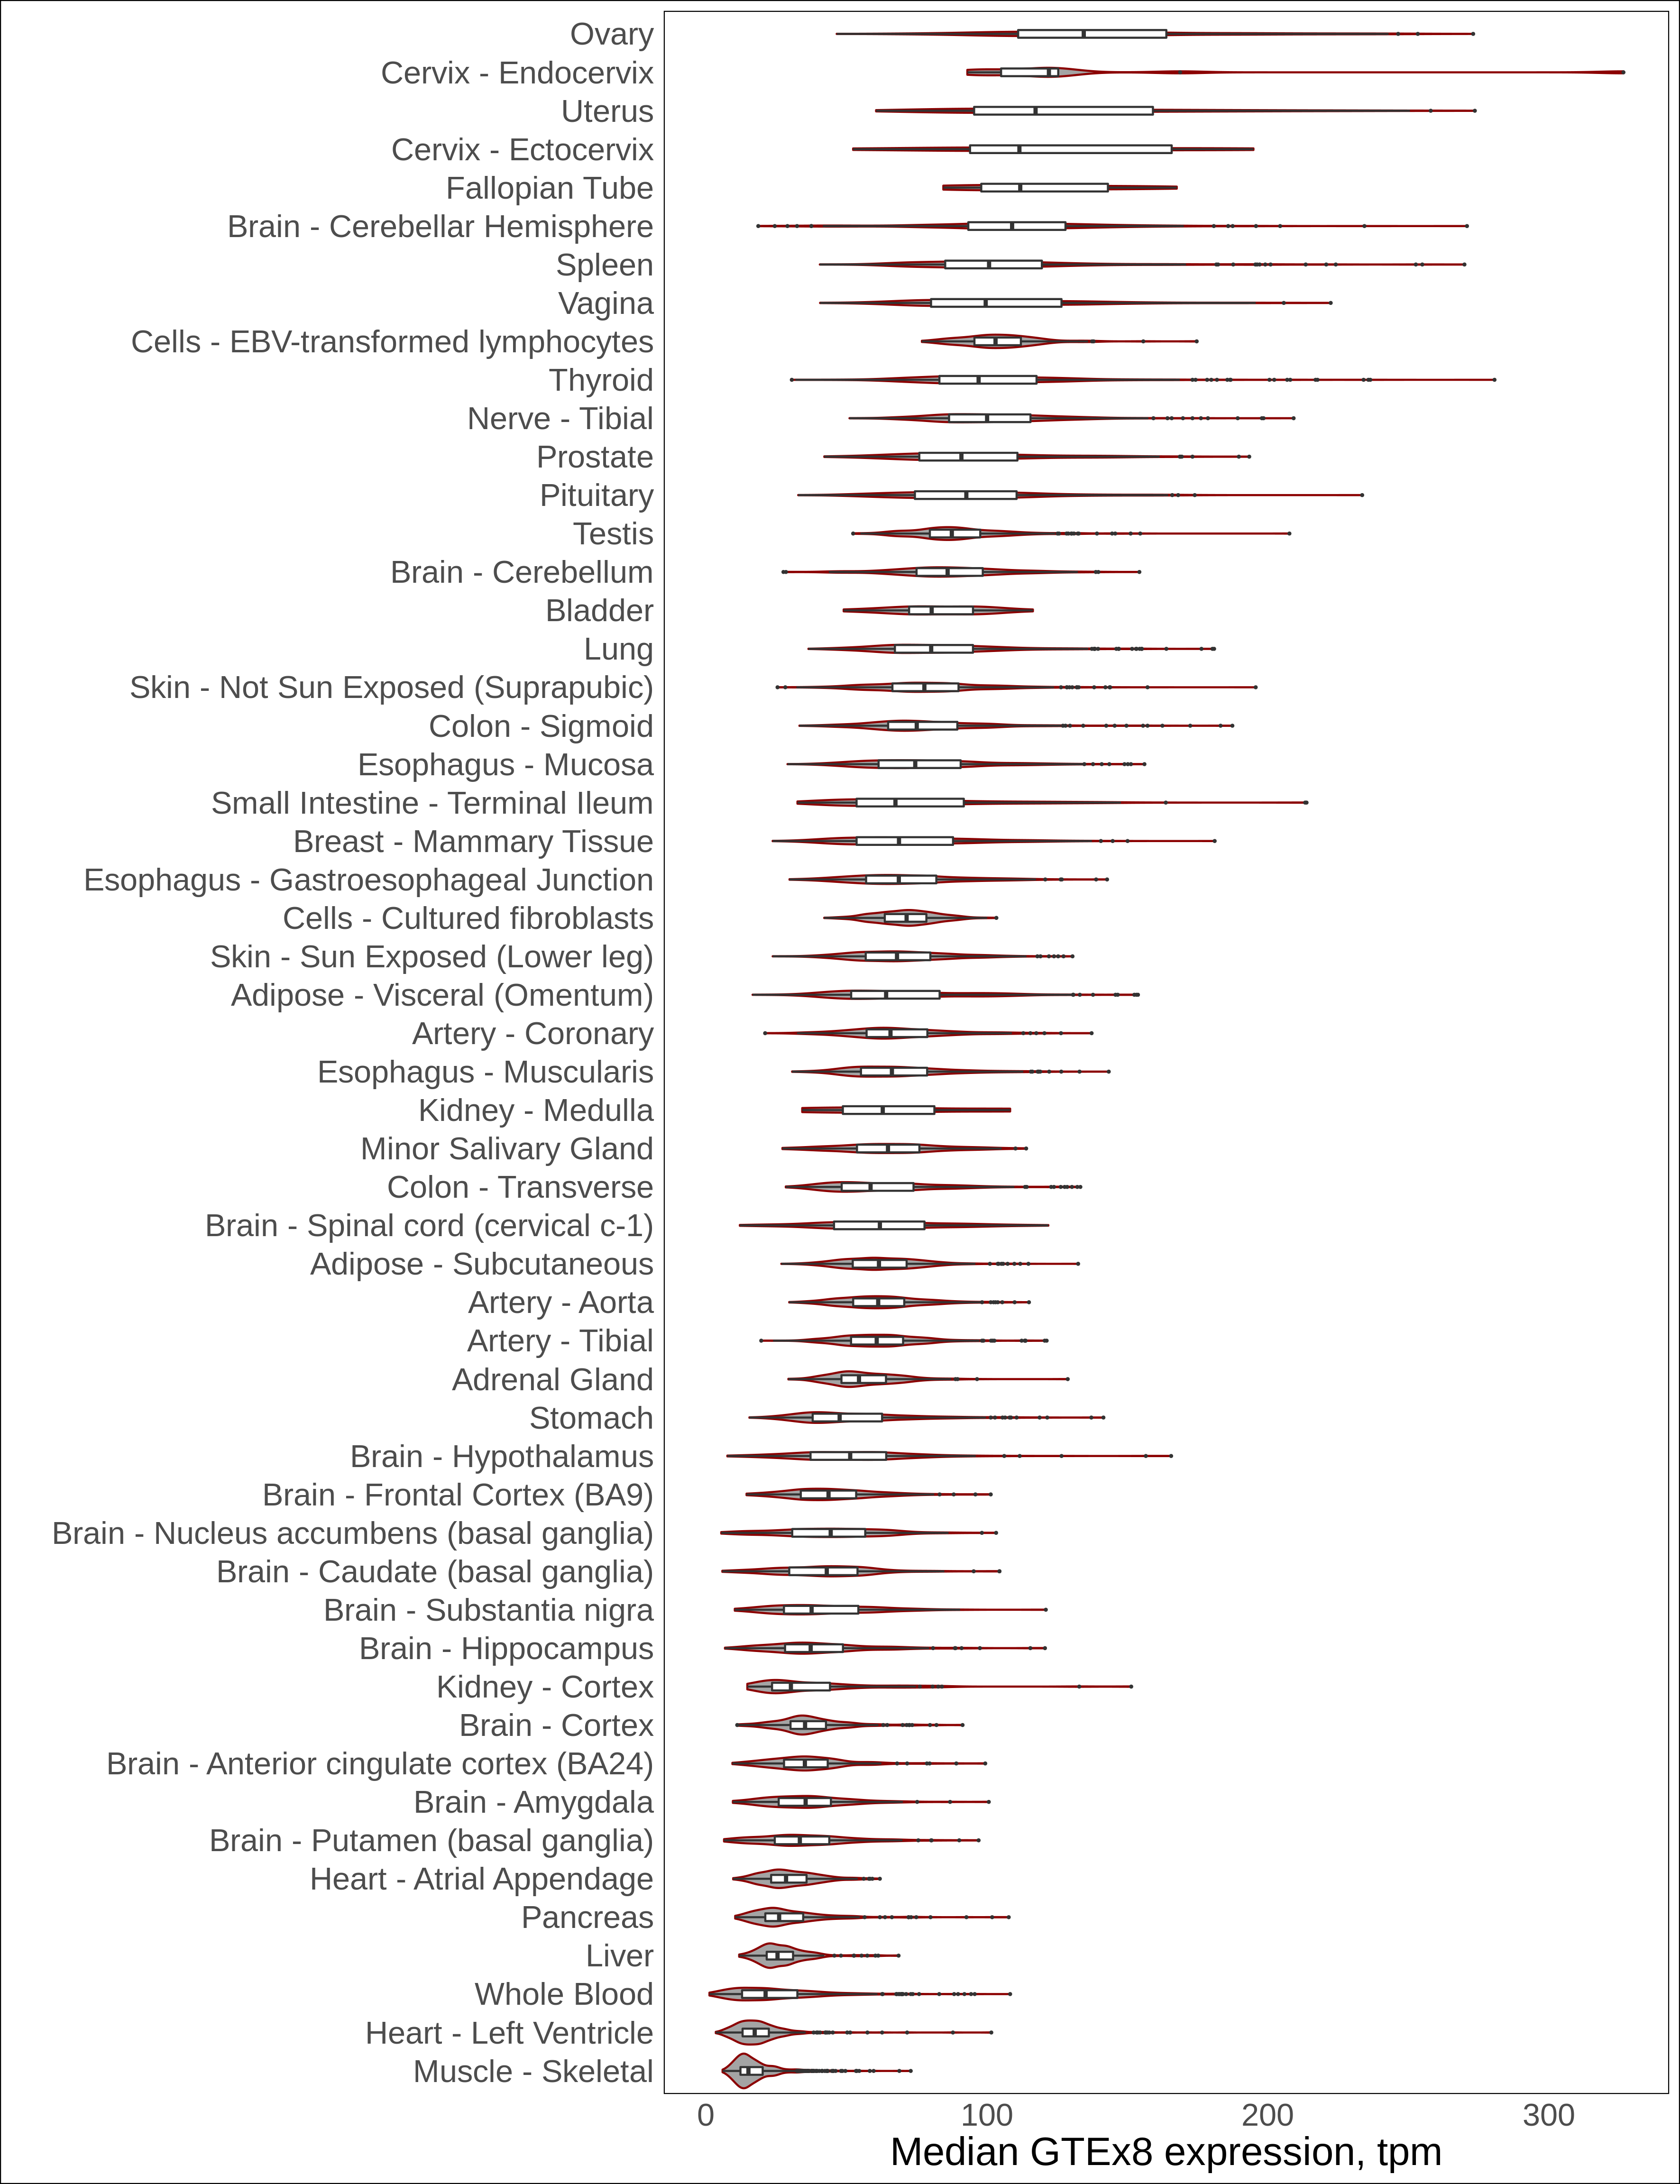 Ovary
Cervix - Endocervix
Uterus
Cervix - Ectocervix
Fallopian Tube
Brain - Cerebellar Hemisphere
Spleen
Vagina
Cells - EBV-transformed lymphocytes
Thyroid
Nerve - Tibial
Prostate
Pituitary
Testis
Brain - Cerebellum
Bladder
Lung
Skin - Not Sun Exposed (Suprapubic)
Colon - Sigmoid
Esophagus - Mucosa
Small Intestine - Terminal Ileum
Breast - Mammary Tissue
Esophagus - Gastroesophageal Junction
Cells - Cultured fibroblasts
Skin - Sun Exposed (Lower leg)
Adipose - Visceral (Omentum)
Artery - Coronary
Esophagus - Muscularis
Kidney - Medulla
Minor Salivary Gland
Colon - Transverse
Brain - Spinal cord (cervical c-1)
Adipose - Subcutaneous
Artery - Aorta
Artery - Tibial
Adrenal Gland
Stomach
Brain - Hypothalamus
Brain - Frontal Cortex (BA9)
Brain - Nucleus accumbens (basal ganglia)
Brain - Caudate (basal ganglia)
Brain - Substantia nigra
Brain - Hippocampus
Kidney - Cortex
Brain - Cortex
Brain - Anterior cingulate cortex (BA24)
Brain - Amygdala
Brain - Putamen (basal ganglia)
Heart - Atrial Appendage
Pancreas
Liver
Whole Blood
Heart - Left Ventricle
Muscle - Skeletal
0 100 200 300
Median GTEx8 expression, tpm